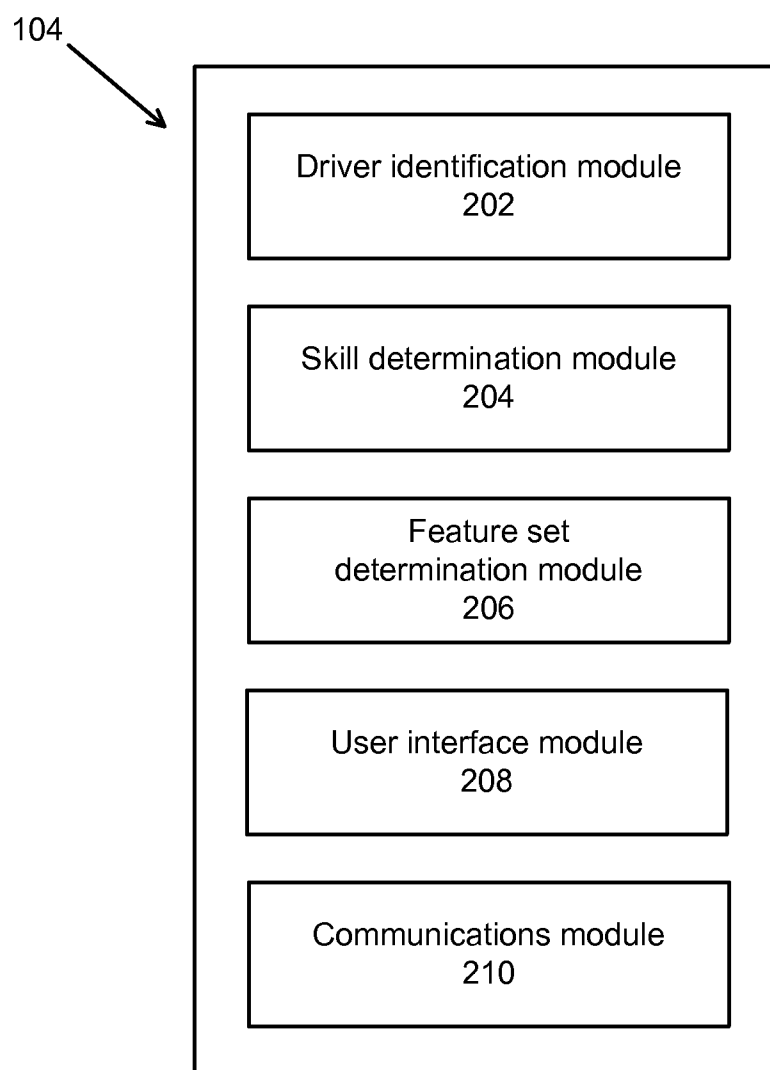 104
Driver identification module
202
Skill determination module
204
Feature set
determination module
206
User interface module
208
Communications module
210